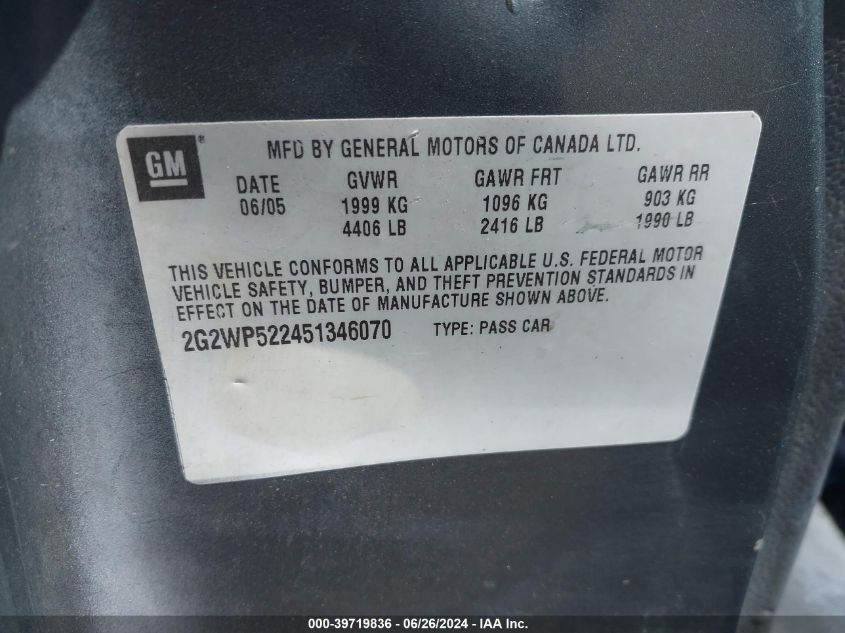 GM®
MFD BY GENERAL MOTORS OF CANADA LTD.
DATE GVWR GAWR FRT GAWR RR
06/05 1999 KG 1096 KG 903 KG
4406 LB 2416 LB 1990 LB
THIS VEHICLE CONFORMS TO ALL APPLICABLE U.S. FEDERAL MOTOR
VEHICLE SAFETY, BUMPER, AND THEFT PREVENTION STANDARDS IN
EFFECT ON THE DATE OF MANUFACTURE SHOWN ABOVE.
2G2WP522451346070 TYPE: PASS CAR
000-39719836 - 06/26/2024 - IAA Inc.